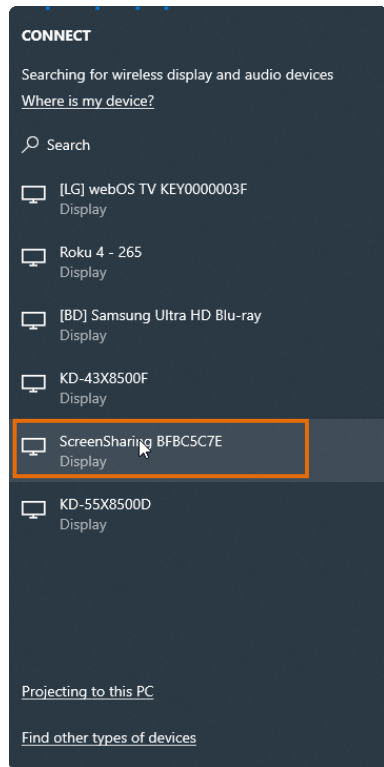 CONNECT
Searching for wireless display and audio devices
Where is my device?
Search
[LG] webOS TV KEY0000003F
Display
Roku 4 - 265
Display
[BD] Samsung Ultra HD Blu-ray
Display
KD-43X8500F
Display
ScreenSharing BFBC5C7E
Display
KD-55X8500D
Display
Projecting to this PC
Find other types of devices